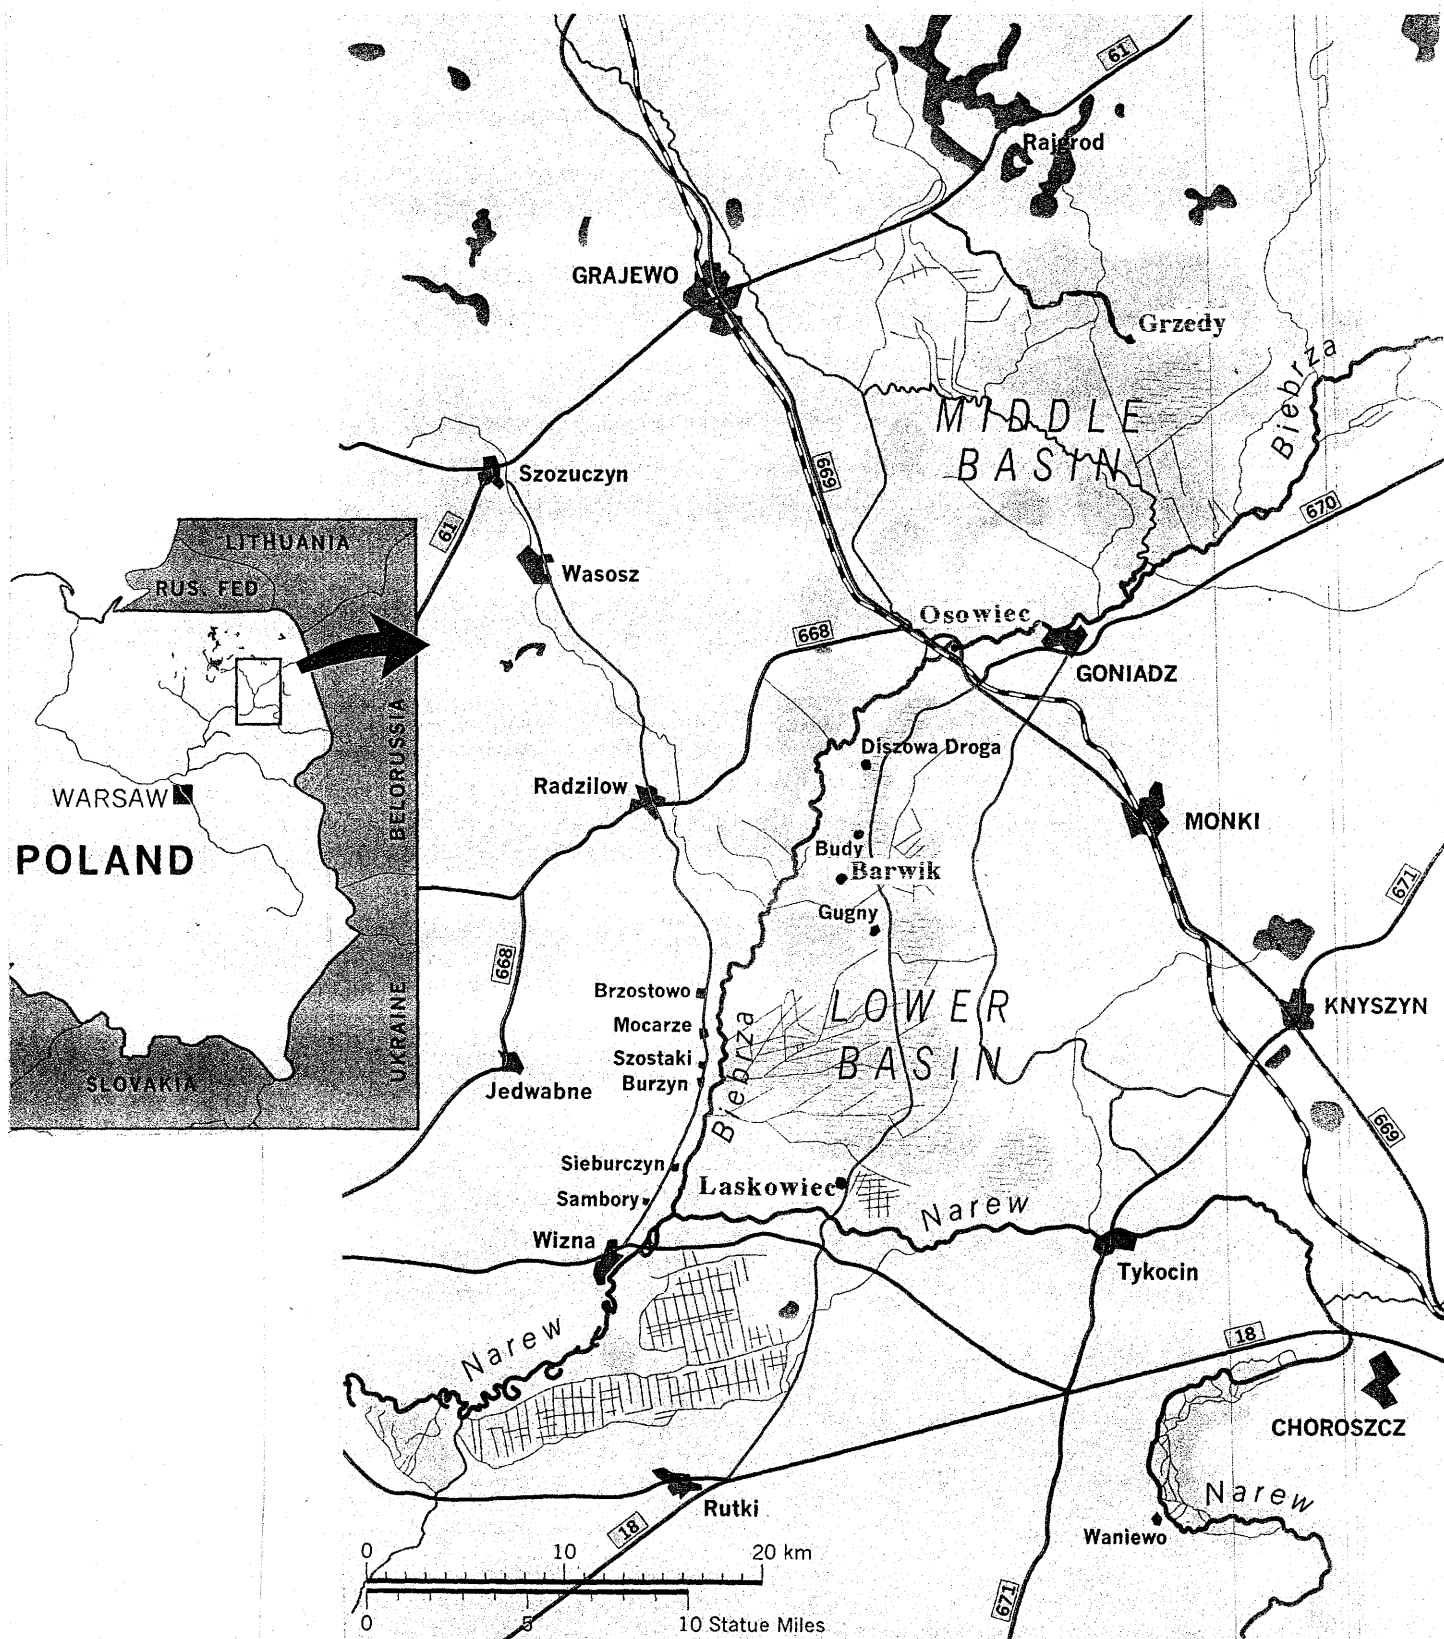 61
Rajgrod
GRAJEWO
Grzedy
Biebrza
MIDDLE
BASIN
669
Szozuczyn
670
61
LITHUANIA
Wasosz
RUS. FED
Osowiec
668
GONIADZ
BELORUSSIA
Diszowa Droga
Radzilow
WARSAW
MONKI
Budy
POLAND
Barwik
671
Gugny
668
Brzostowo
LOWER
KNYSZYN
Mocarze
UKRAINE
Szostaki
Biebrza
BASIN
SLOVAKIA
Burzyn
Jedwabne
669
Sieburczyn
Laskowiec
Sambory
Narew
Wizna
Tykocin
Narew
18
CHOROSZCZ
Narew
Rutki
18
Waniewo
0 10 20 km
671
0 5 10 Statue Miles